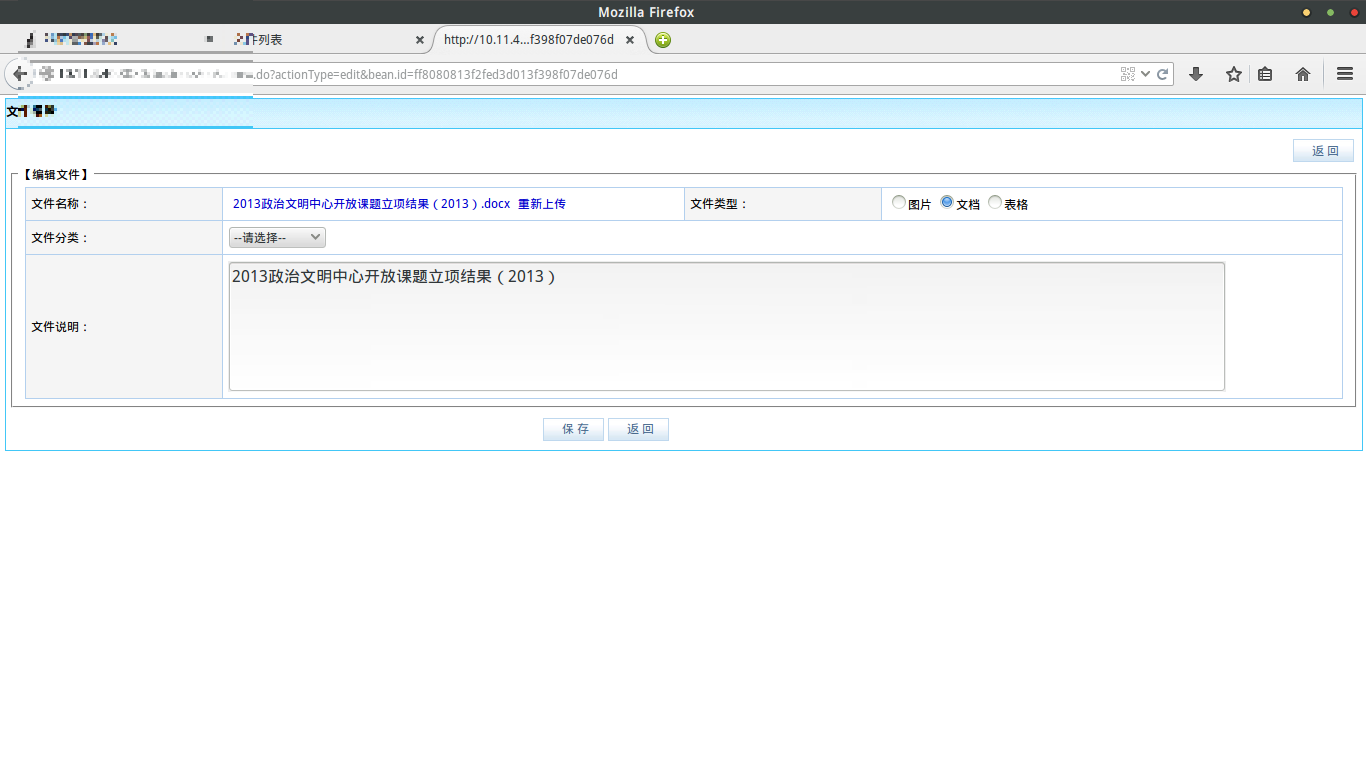 Mozilla Firefox
件列表
http://10.11.4...f398f07de076d
.do?actionType=edit&bean.id=ff8080813f2fed3d013f398f07de076d
文
返 回
【编辑文件】
文件名称： 2013政治文明中心开放课题立项结果（2013）.docx 重新上传 文件类型： 图片 文档 表格
文件分类： --请选择--
2013政治文明中心开放课题立项结果（2013）
文件说明：
保 存 返 回